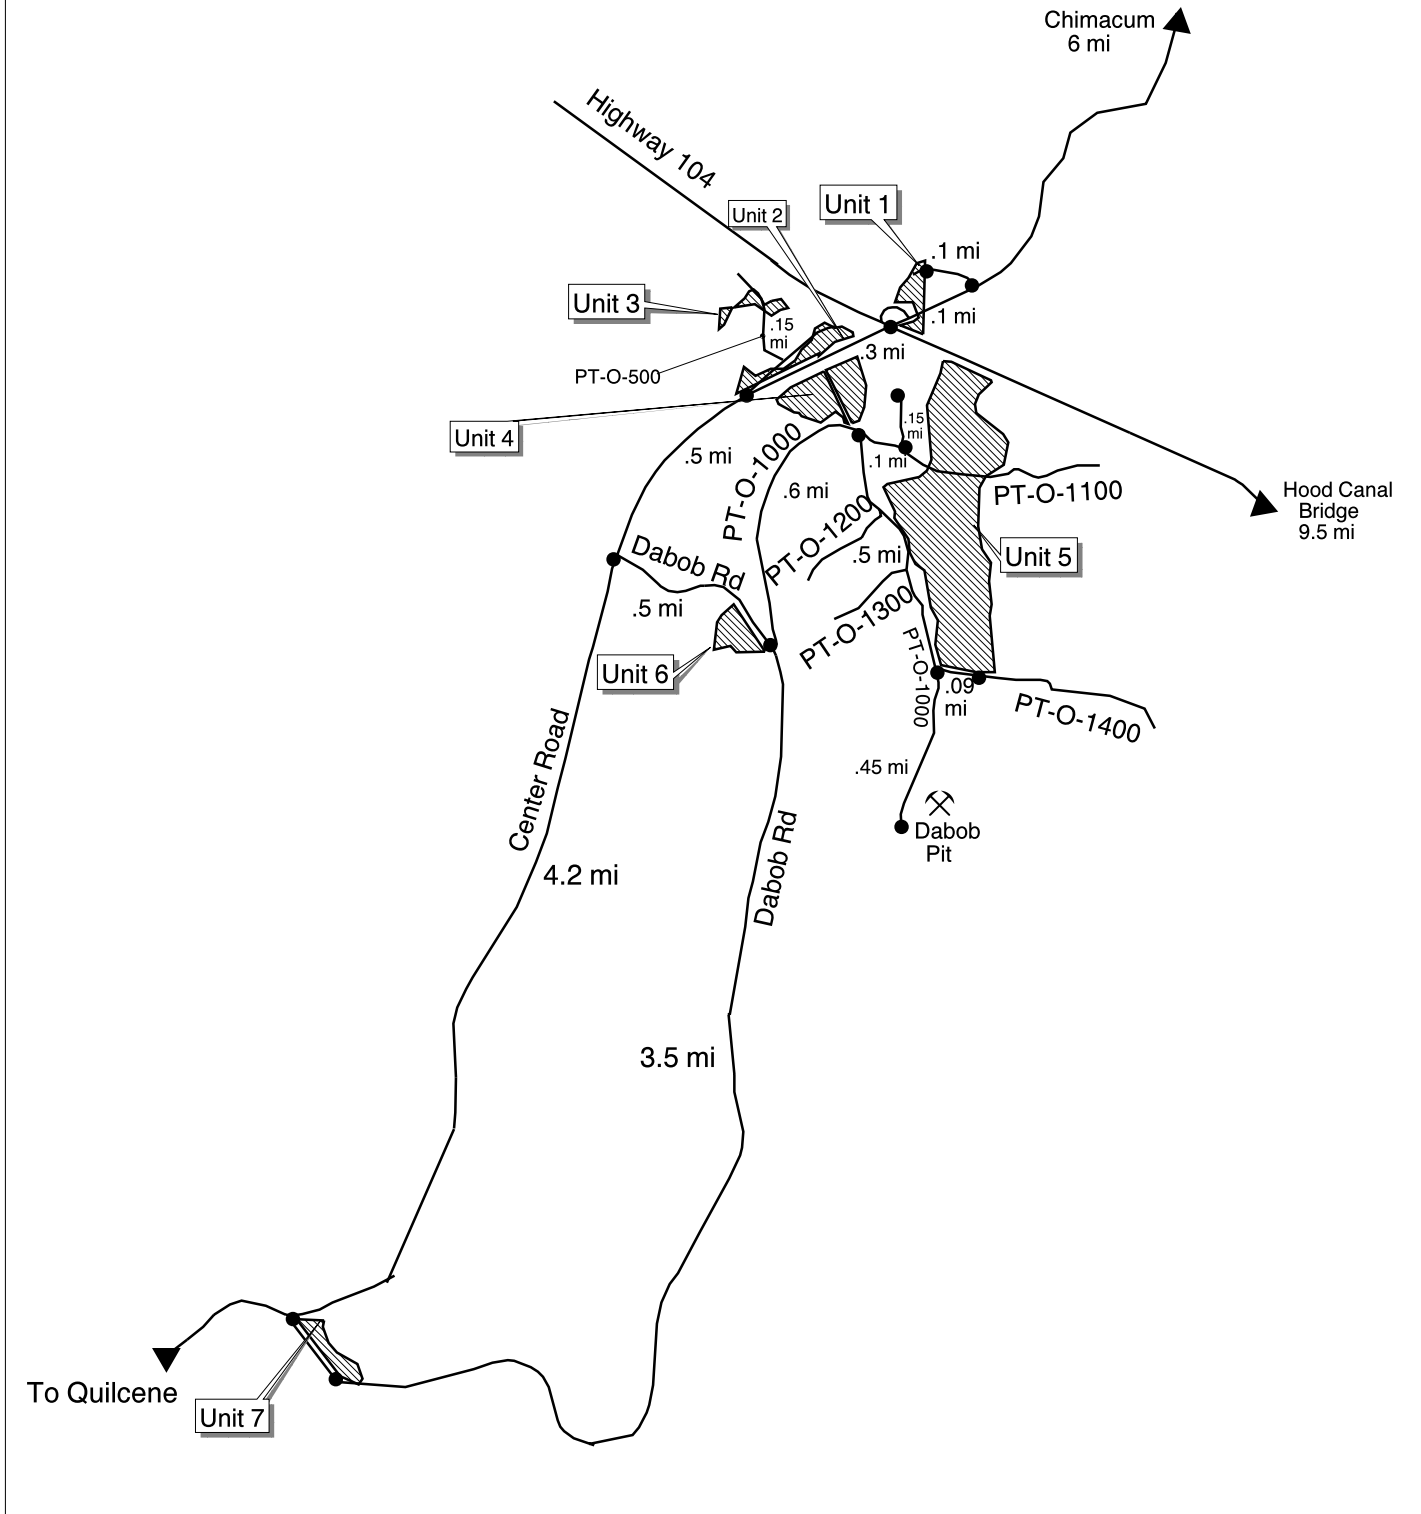 Chimacum
6 mi
Highway 104
Unit 2
Unit 1
.1 mi
Unit 3
.15
mi
.1 mi
.3 mi
PT-O-500
Unit 4
.15
mi
.5 mi
PT-O-1000
.1 mi
.6 mi
PT-O-1100
Hood Canal
Bridge
9.5 mi
PT-O-1200
Dabob Rd
.5 mi
Unit 5
.5 mi
PT-O-1300
Unit 6
PT-O-1000
.09
mi
PT-O-1400
Center Road
.45 mi
Dabob
Pit
Dabob Rd
4.2 mi
3.5 mi
To Quilcene
Unit 7